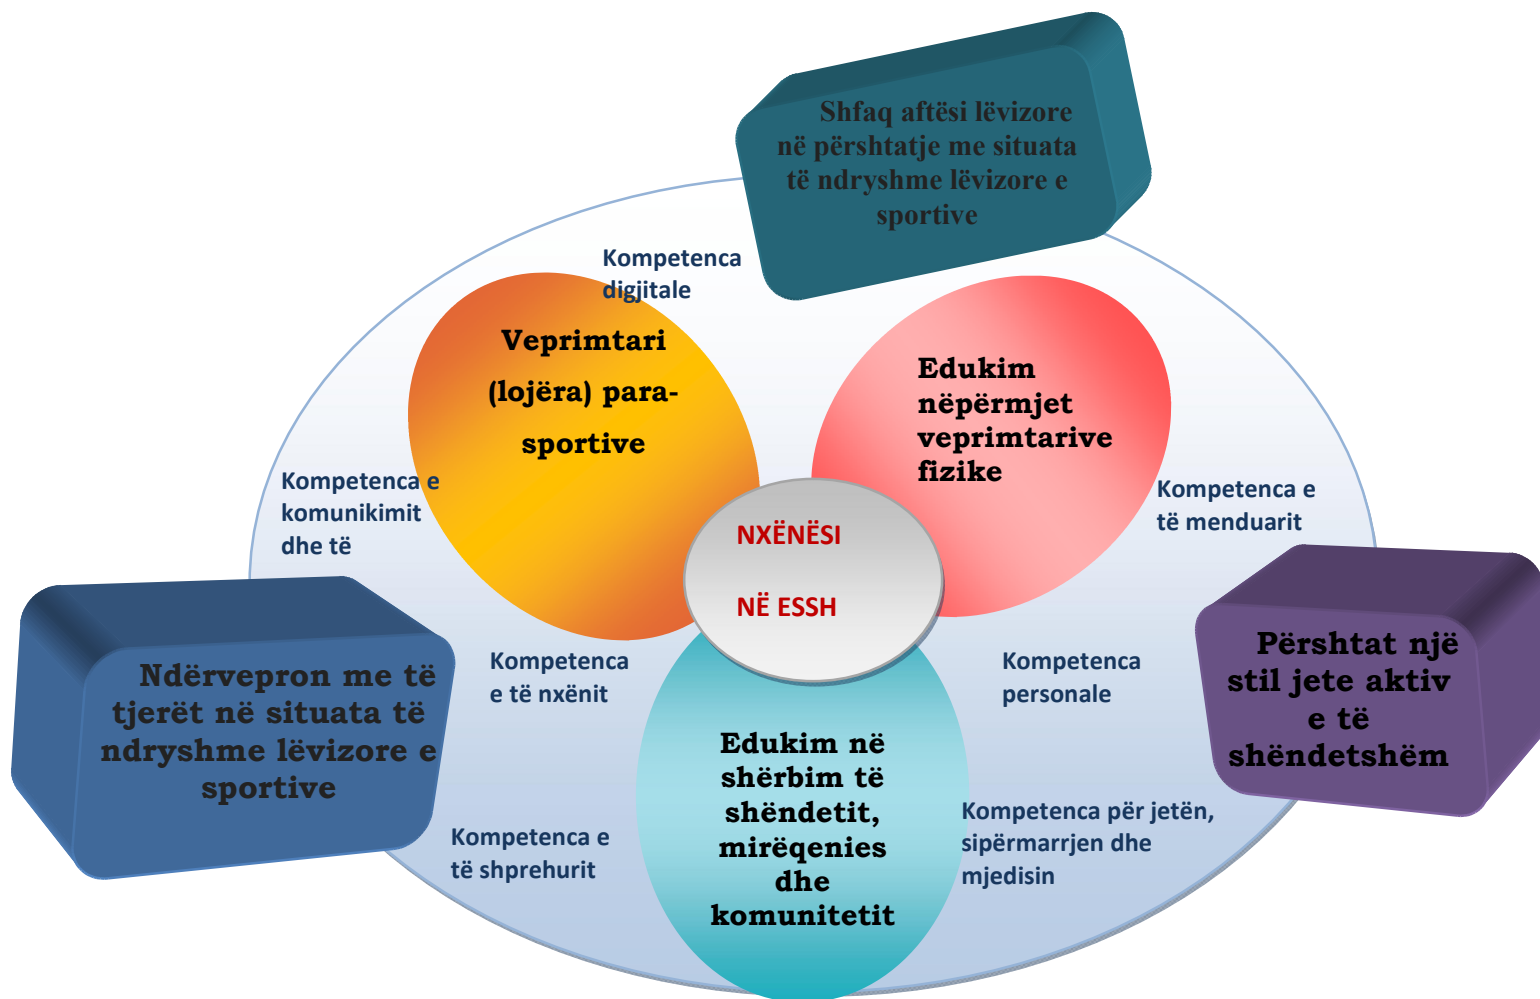 Shfaq aftësi lëvizore
në përshtatje me situata
të ndryshme lëvizore e
sportive
Kompetenca
digjitale
Veprimtari
(lojëra) para-
sportive
Edukim
nëpërmjet
veprimtarive
fizike
Kompetenca e
komunikimit
dhe të
Kompetenca e
të menduarit
NXËNËSI
NË ESSH
Ndërvepron me të
tjerët në situata të
ndryshme lëvizore e
sportive
Kompetenca
e të nxënit
Kompetenca
personale
Përshtat një
stil jete aktiv
e të
shëndetshëm
Edukim në
shërbim të
shëndetit,
mirëqenies
dhe
komunitetit
Kompetenca e
të shprehurit
Kompetenca për jetën,
sipërmarrjen dhe
mjedisin